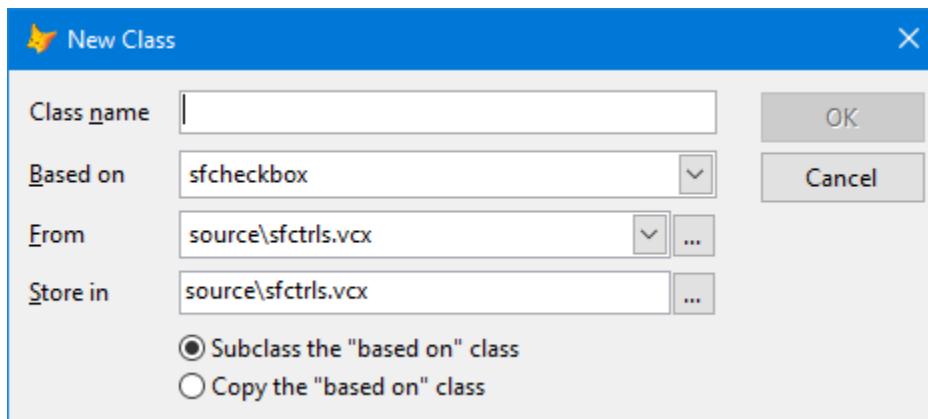 New Class
Class name
OK
Based on sfcheckbox
Cancel
From source\sfctrls.vcx ...
Store in source\sfctrls.vcx ...
Subclass the "based on" class
Copy the "based on" class